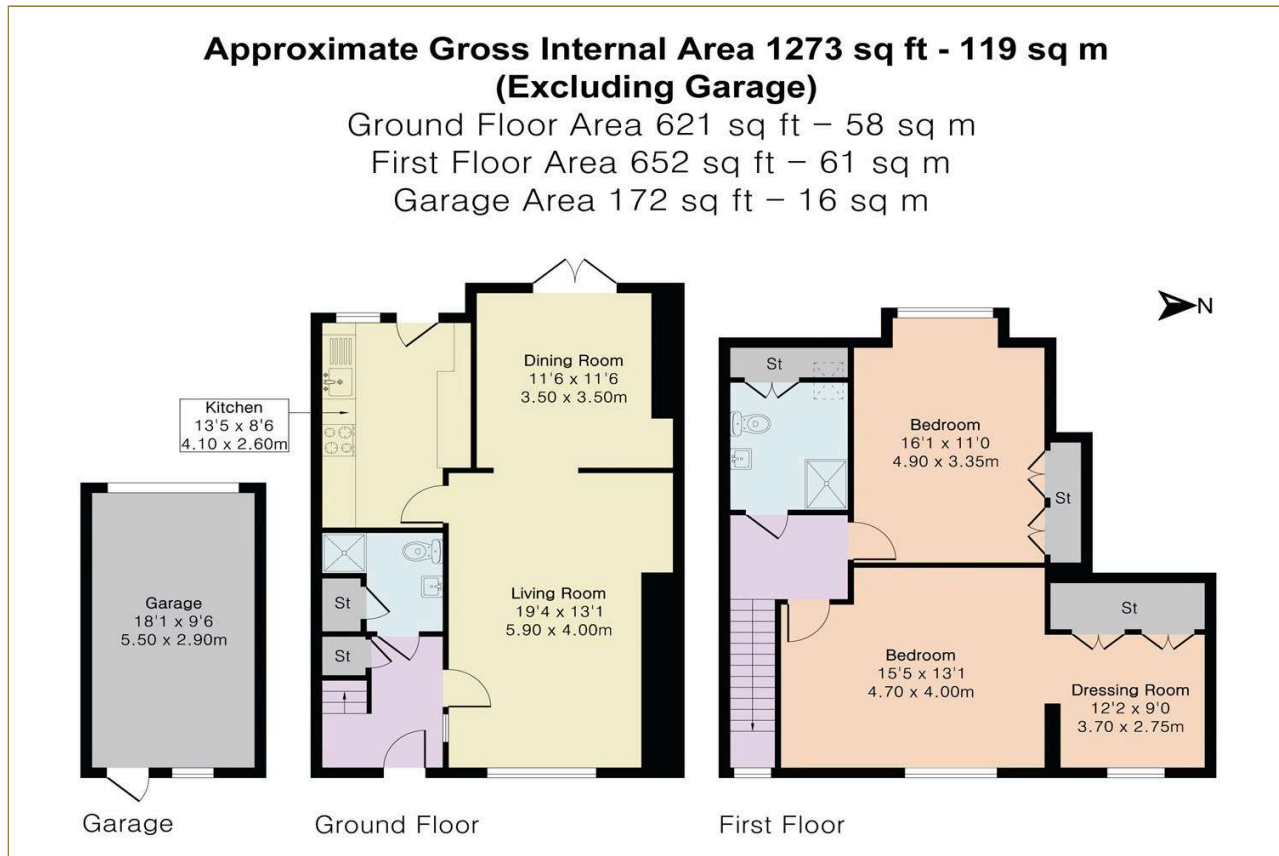 Approximate Gross Internal Area 1273 sq ft - 119 sq m
(Excluding Garage)
Ground Floor Area 621 sq ft – 58 sq m
First Floor Area 652 sq ft – 61 sq m
Garage Area 172 sq ft – 16 sq m
N
Garage
18'1 x 9'6
5.50 x 2.90m
Garage
Kitchen
13'5 x 8'6
4.10 x 2.60m
Dining Room
11'6 x 11'6
3.50 x 3.50m
St
St
Living Room
19'4 x 13'1
5.90 x 4.00m
Ground Floor
St
Bedroom
16'1 x 11'0
4.90 x 3.35m
St
St
Bedroom
15'5 x 13'1
4.70 x 4.00m
Dressing Room
12'2 x 9'0
3.70 x 2.75m
First Floor